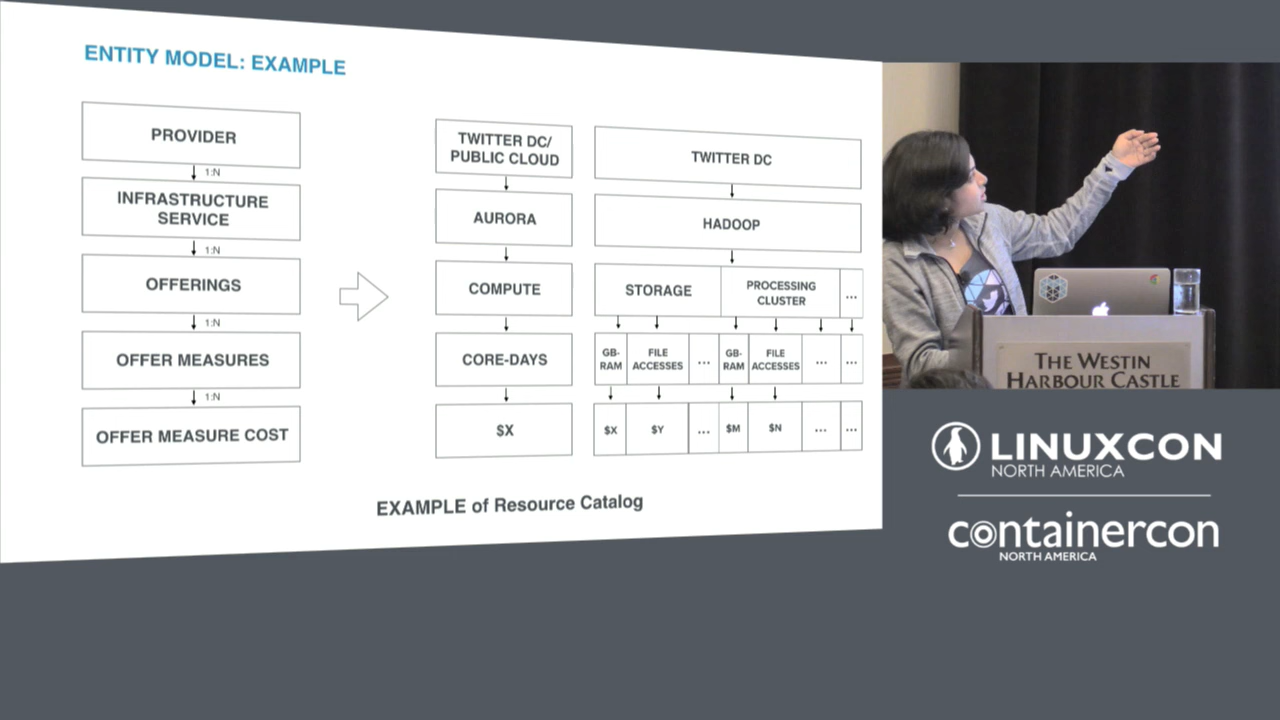 ENTITY MODEL: EXAMPLE
PROVIDER
1:N
INFRASTRUCTURE
SERVICE
1:N
OFFERINGS
1:N
OFFER MEASURES
1:N
OFFER MEASURE COST
TWITTER DC/
PUBLIC CLOUD
AURORA
COMPUTE
CORE-DAYS
$X
TWITTER DC
HADOOP
STORAGE
PROCESSING
CLUSTER
...
GB-
RAM
FILE
ACCESSES
...
GB-
RAM
FILE
ACCESSES
...
...
$X
$Y
...
$M
$N
...
...
EXAMPLE of Resource Catalog
THE WESTIN
HARBOUR CASTLE
LINUXCON
NORTH AMERICA
containercon
NORTH AMERICA